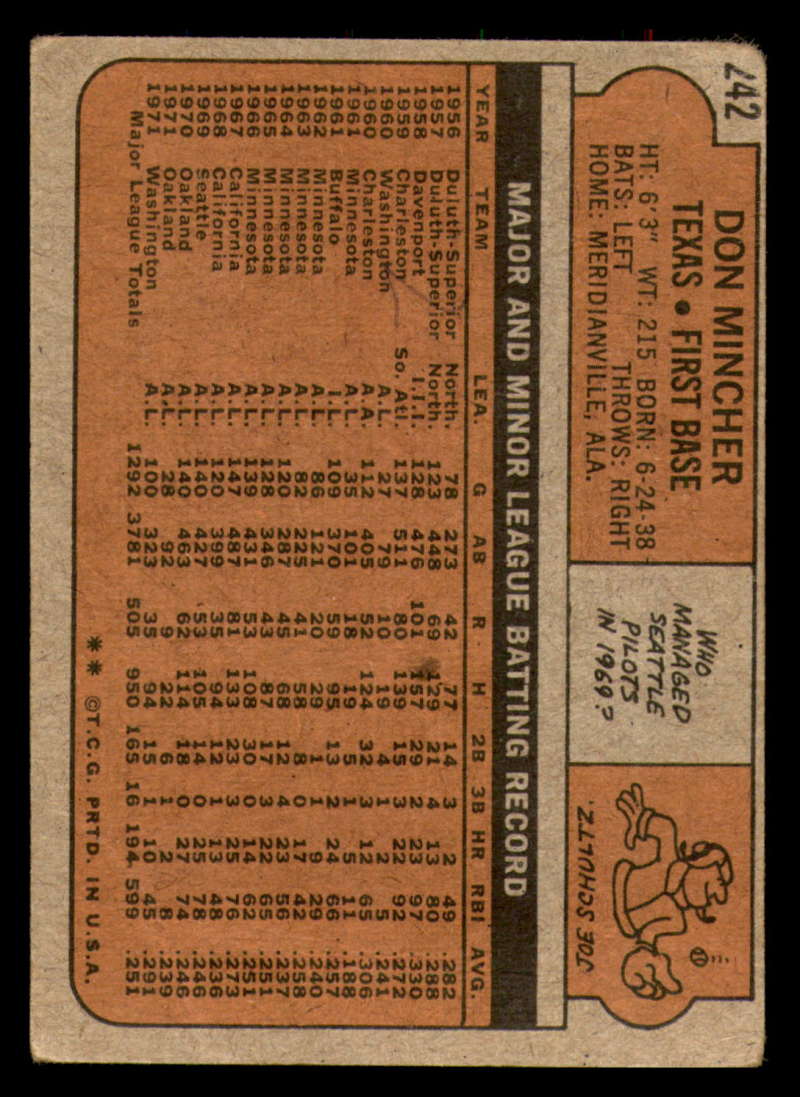 242
DON MINCHER
TEXAS • FIRST BASE
HT: 6'3" WT: 215 BORN: 6-24-38
BATS: LEFT THROWS: RIGHT
HOME: MERIDIANVILLE, ALA.
WHO
MANAGED
SEATTLE
PILOTS
IN 1969?
JOE SCHULTZ.
MAJOR AND MINOR LEAGUE BATTING RECORD
YEAR TEAM LEA. G AB R H 2B 3B HR RBI AVG.
1956 Duluth-Superior North. 78 273 42 77 14 3 2 49 .282
1957 Duluth-Superior North. 123 448 69 129 21 4 13 80 .288
1958 Davenport I.I.I. 128 476 101 157 29 2 23 97 .330
1959 Charleston So. Atl. 137 511 80 139 15 3 22 92 .272
1960 Washington A.L. 27 79 10 19 4 1 2 5 .241
1960 Charleston A.A. 112 405 52 124 32 3 12 65 .306
1961 Minnesota A.L. 35 101 18 19 5 1 5 11 .188
1961 Buffalo I.L. 109 370 59 95 13 2 24 66 .257
1962 Minnesota A.L. 86 121 20 29 1 1 9 29 .240
1963 Minnesota A.L. 82 225 41 58 8 0 17 42 .258
1964 Minnesota A.L. 120 287 45 68 12 4 23 56 .237
1965 Minnesota A.L. 128 346 43 87 17 3 22 65 .251
1966 Minnesota A.L. 139 431 53 108 30 0 14 62 .251
1967 California A.L. 147 487 81 133 23 3 25 76 .273
1968 California A.L. 120 399 35 94 12 1 13 48 .236
1969 Seattle A.L. 140 427 53 105 14 0 25 78 .246
1970 Oakland A.L. 140 463 62 114 18 0 27 74 .246
1971 Oakland A.L. 28 92 9 22 6 1 2 8 .239
1971 Washington A.L. 100 323 35 94 15 1 10 45 .291
Major League Totals 1292 3781 505 950 165 16 194 599 .251
** ©T.C.G. PRTD. IN U.S.A.